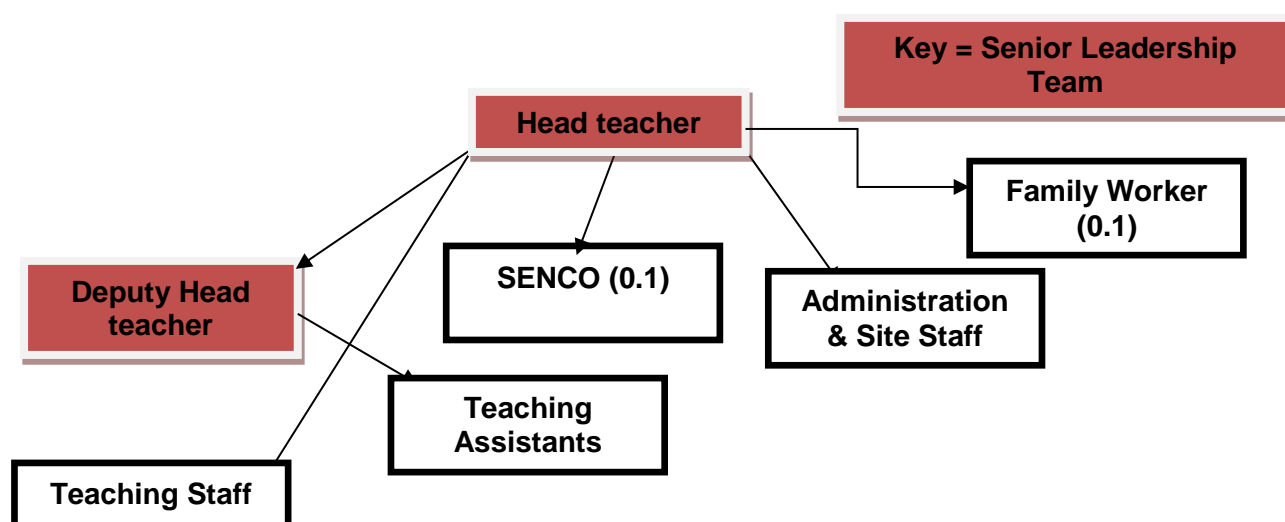 Key = Senior Leadership
Team
Head teacher
Family Worker
(0.1)
SENCO (0.1)
Deputy Head
teacher
Administration
& Site Staff
Teaching
Assistants
Teaching Staff